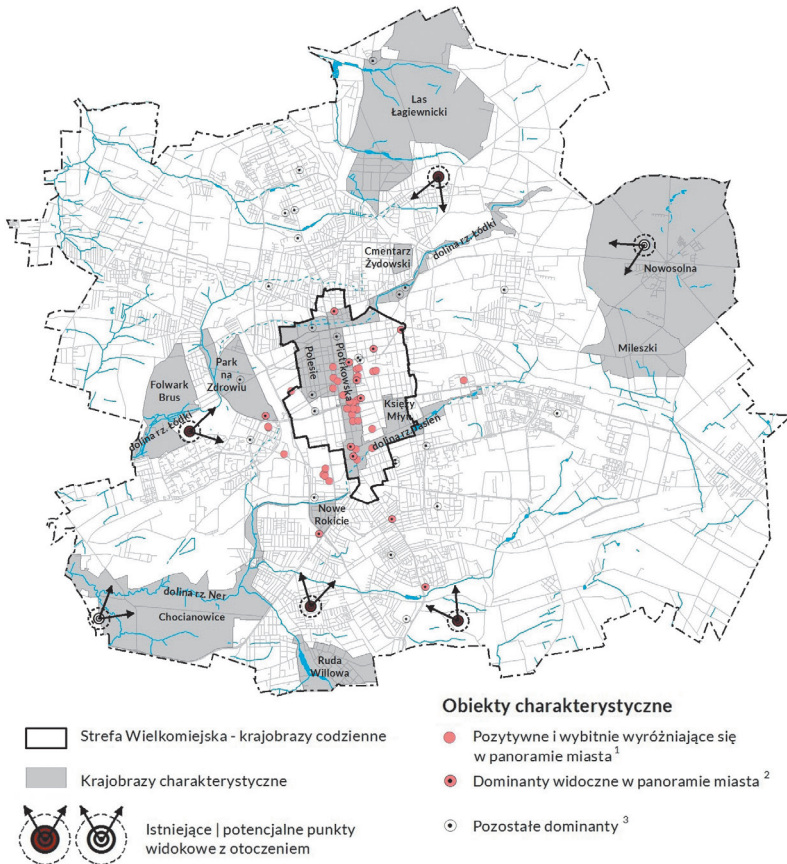 Las
Łagiewnicki
dolina rz. Łódki
Cmentarz
Żydowski
Nowosolna
Mileszki
Polesie
Piotrkowska
Park
na
Zdrowiu
Folwark
Brus
Księży
Młyn
dolina rz. Jasień
dolina rz. Łódki
Nowe
Rokicie
dolina rz. Ner
Chocianowice
Ruda
Willowa
Strefa Wielkomiejska - krajobrazy codzienne
Krajobrazy charakterystyczne
Istniejące | potencjalne punkty
widokowe z otoczeniem
Obiekty charakterystyczne
Pozytywne i wybitnie wyróżniające się
w panoramie miasta 1
Dominanty widoczne w panoramie miasta 2
Pozostałe dominanty 3